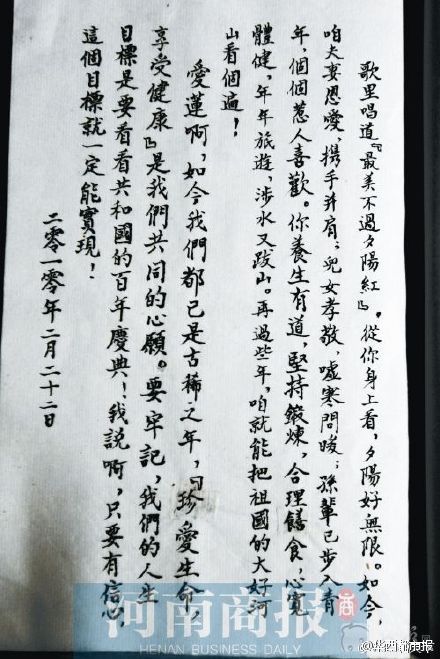 歌里唱道『最美不過夕陽紅』。從你身上看，夕陽好無限。如今，
咱夫妻恩愛，携手并肩；兒女孝敬，噓寒問暖；孫輩已步入青
年，個個惹人喜歡。你養生有道，堅持鍛煉，合理饍食，心寬
體健，年年旅遊，涉水又跋山。再過些年，咱就能把祖國的大好河
山看個遍！
愛蓮啊，如今我們都已是古稀之年，『珍愛生命，
享受健康』是我們共同的心願。要牢記，我們的人生
目標是要看看共和國的百年慶典！我說啊，只要有信心，
這個目標就一定能實現！
二零一零年二月二十二日
河南商报
HENAN BUSINESS DAILY
@华西都市报